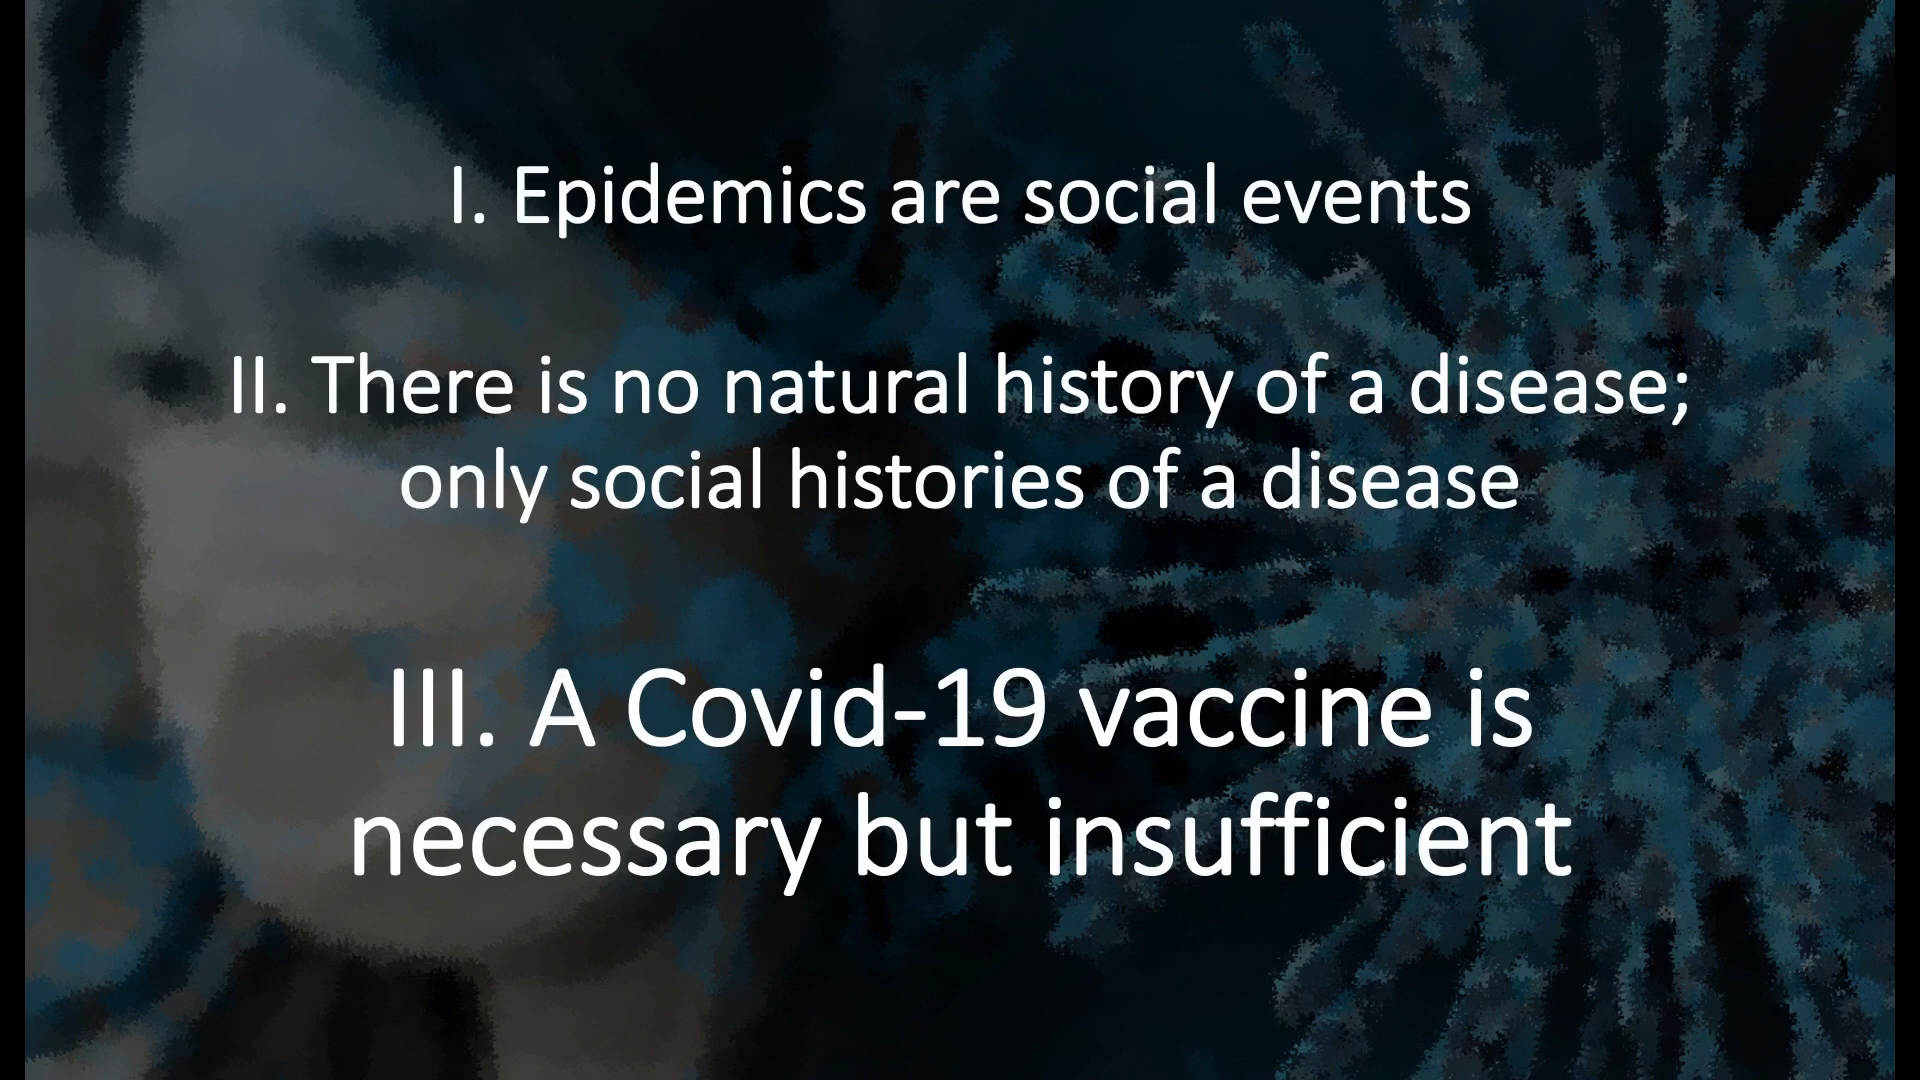 I. Epidemics are social events
II. There is no natural history of a disease;
only social histories of a disease
III. A Covid-19 vaccine is
necessary but insufficient